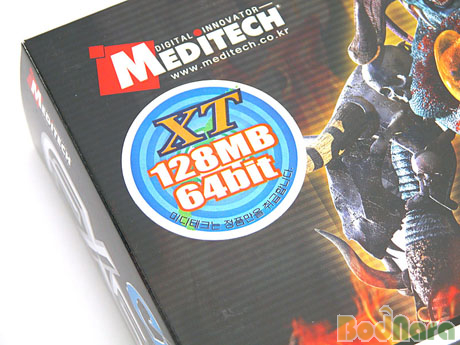 DIGITAL INNOVATOR
MEDITECH
www.meditech.co.kr
XT
128MB
64bit
미디테크는 정품만을 취급합니다
MEDITECH
BodNara